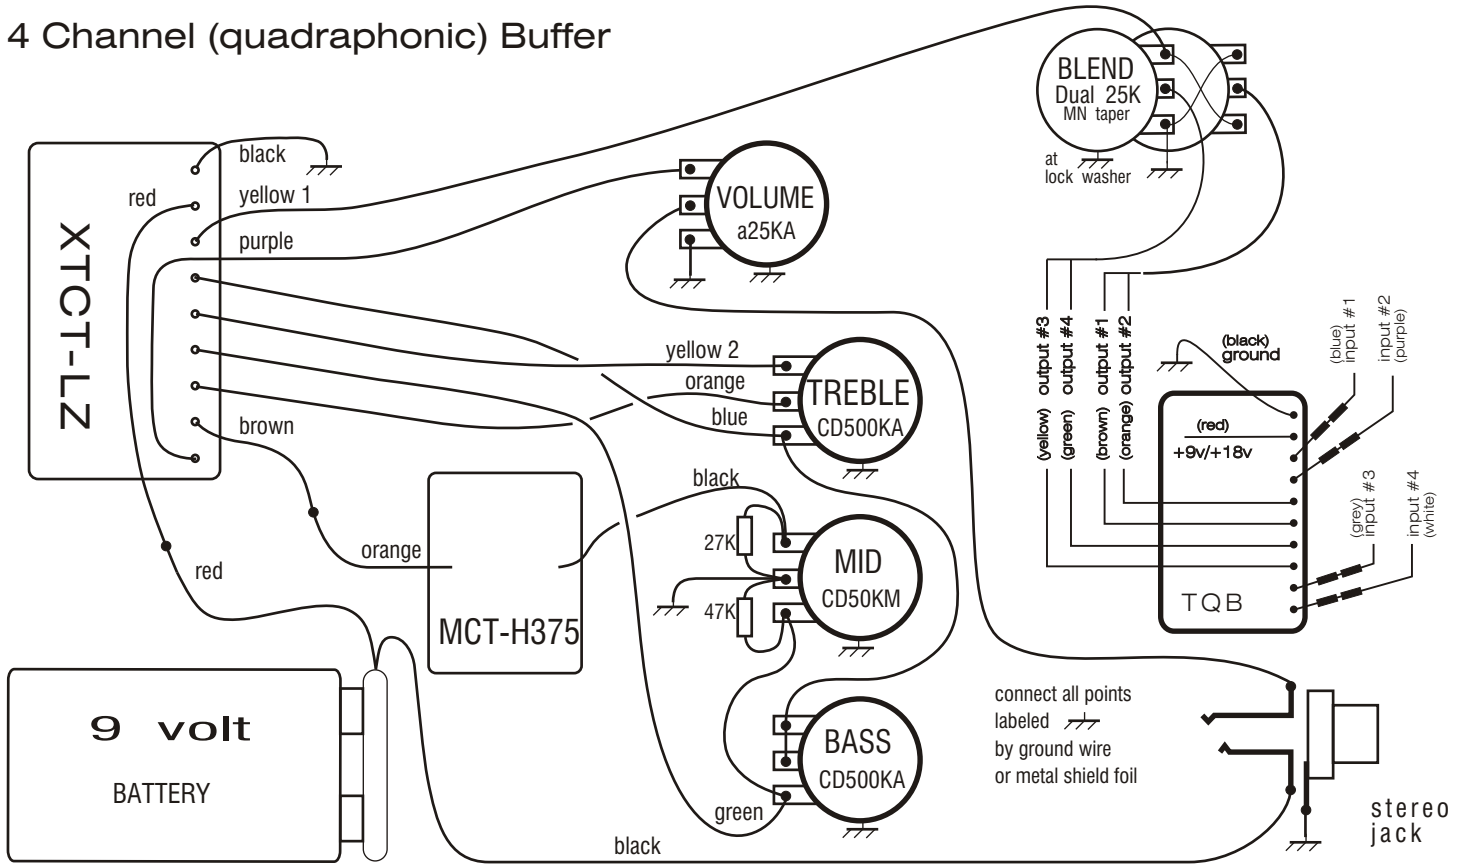 4 Channel (quadraphonic) Buffer
BLEND
Dual 25K
MN taper
at
lock washer
black
red
yellow 1
purple
XTCT-LZ
VOLUME
a25KA
(yellow) output #3
(green) output #4
(brown) output #1
(orange) output #2
(black)
ground
(blue)
input #1
input #2
(purple)
(red)
+9v/+18v
(grey)
input #3
input #4
(white)
TQB
yellow 2
orange
blue
TREBLE
CD500KA
brown
black
orange
red
MCT-H375
27K
47K
MID
CD50KM
9 volt
BATTERY
BASS
CD500KA
green
black
connect all points
labeled
by ground wire
or metal shield foil
stereo
jack